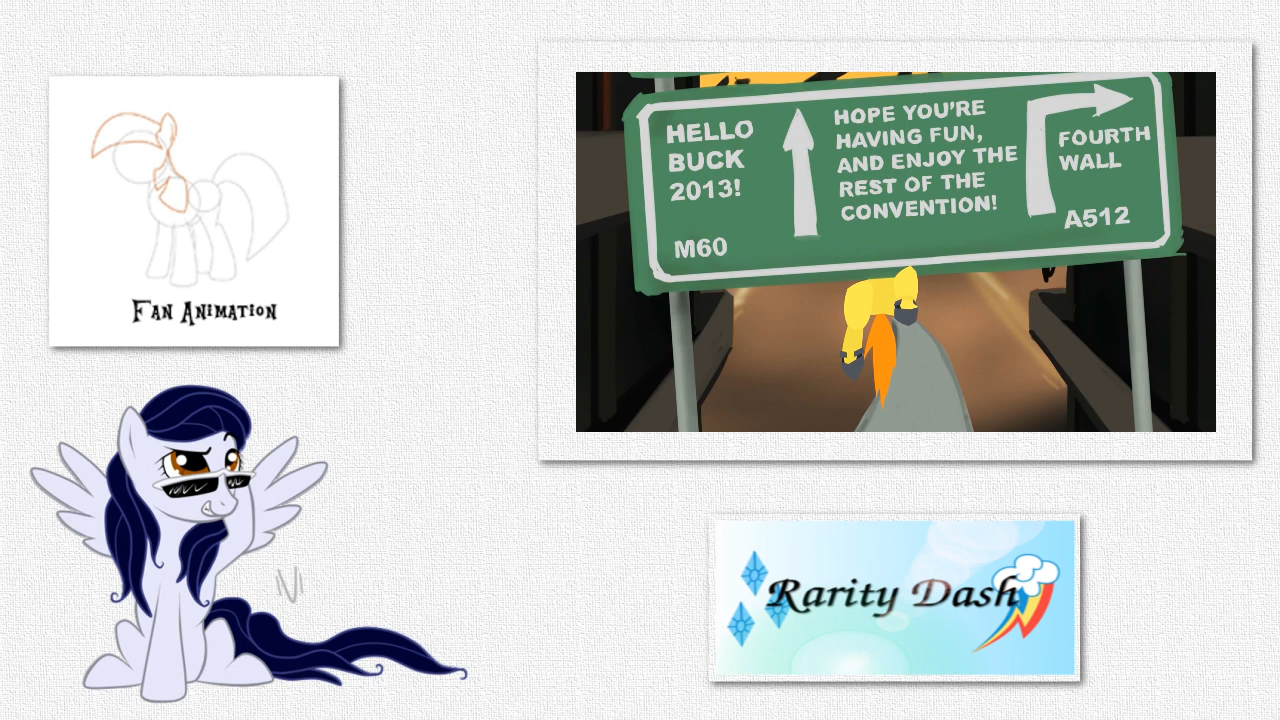 HELLO
BUCK
2013!
M60
HOPE YOU'RE
HAVING FUN,
AND ENJOY THE
REST OF THE
CONVENTION!
FOURTH
WALL
A512
Fan Animation
Rarity Dash